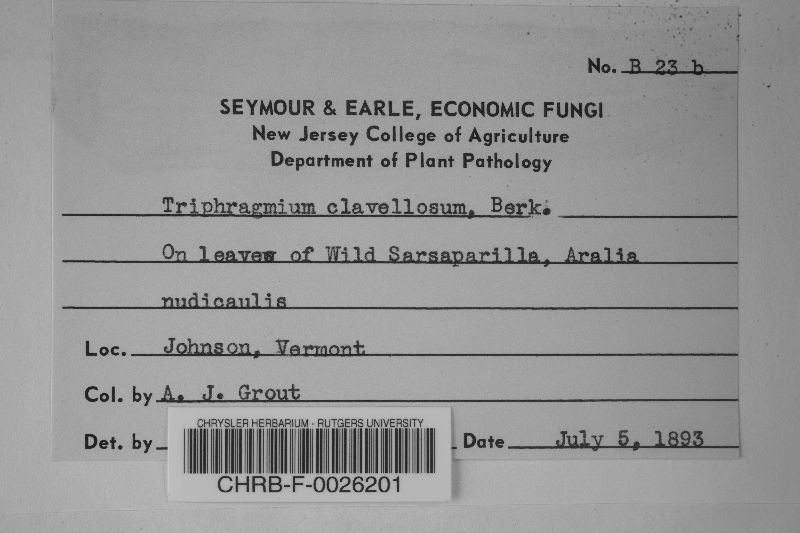 No. B 23 b
SEYMOUR & EARLE, ECONOMIC FUNGI
New Jersey College of Agriculture
Department of Plant Pathology
Triphragmium clavellosum, Berk.
On leaves of Wild Sarsaparilla, Aralia
nudicaulis
Loc. Johnson, Vermont
Col. by A. J. Grout
Det. by Date July 5, 1893
CHRYSLER HERBARIUM - RUTGERS UNIVERSITY
CHRB-F-0026201